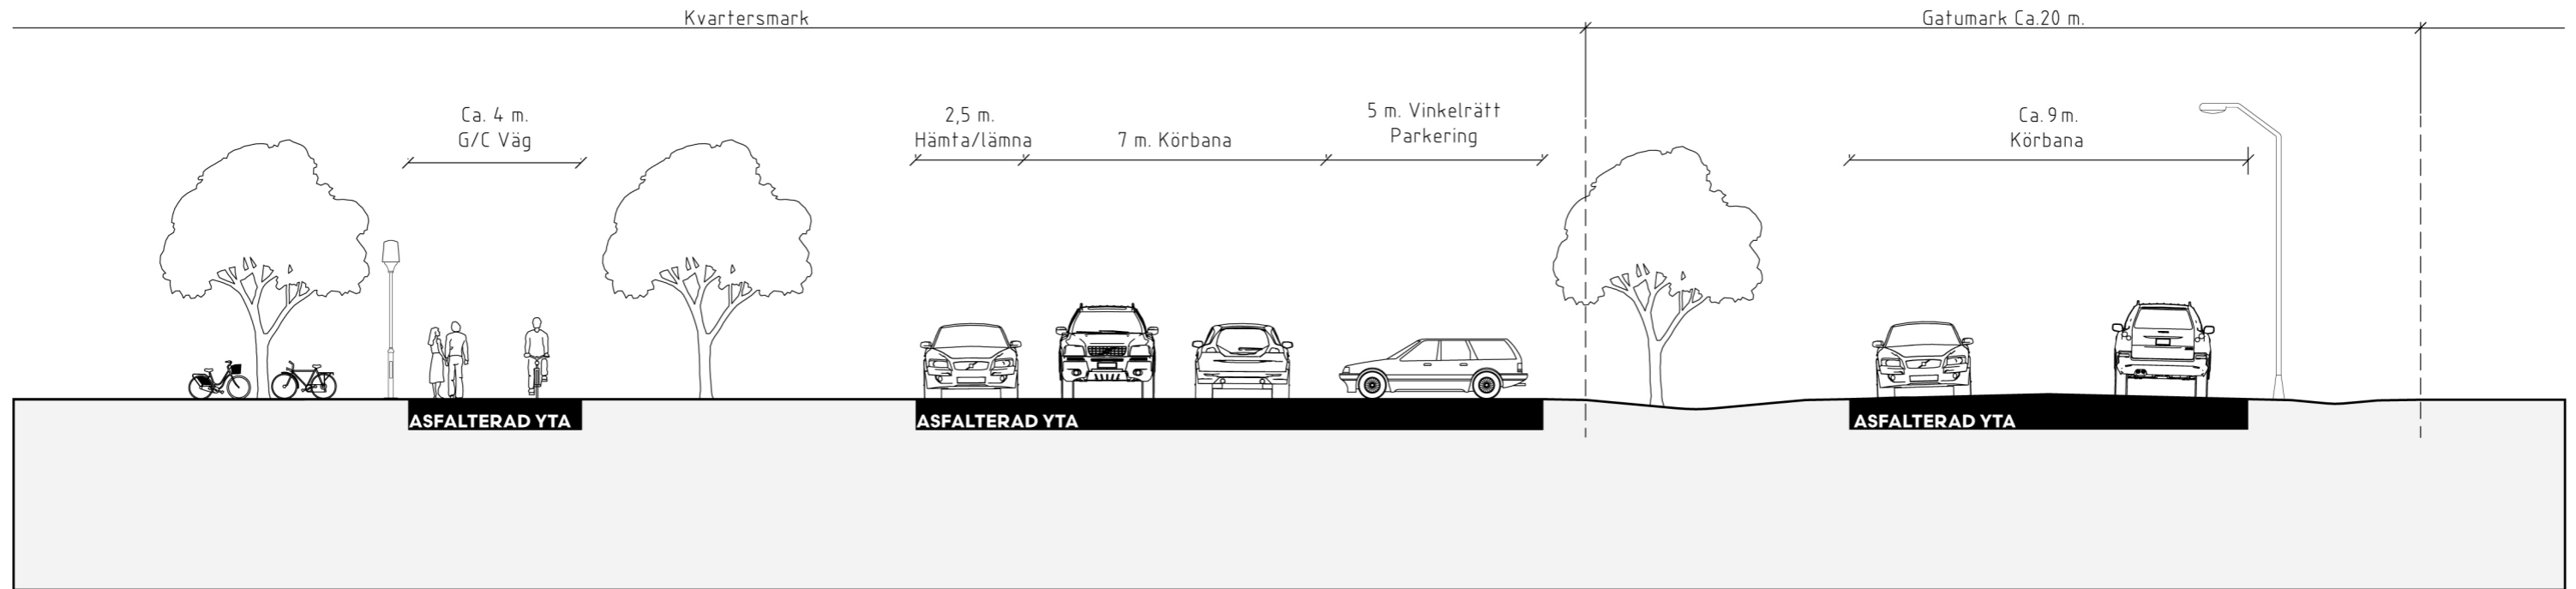 Kvartersmark
Gatumark Ca.20 m.
Ca. 4 m.
G/C Väg
2,5 m.
Hämta/lämna
7 m. Körbana
5 m. Vinkelrätt
Parkering
Ca. 9 m.
Körbana
ASFALTERAD YTA
ASFALTERAD YTA
ASFALTERAD YTA